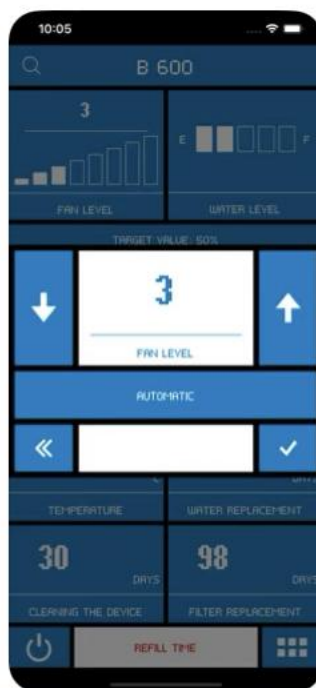 10:05
B 600
3
E F
FAN LEVEL
WATER LEVEL
TARGET VALUE: 50%
3
FAN LEVEL
AUTOMATIC
TEMPERATURE
WATER REPLACEMENT
30
DAYS
98
DAYS
CLEANING THE DEVICE
FILTER REPLACEMENT
REFILL TIME